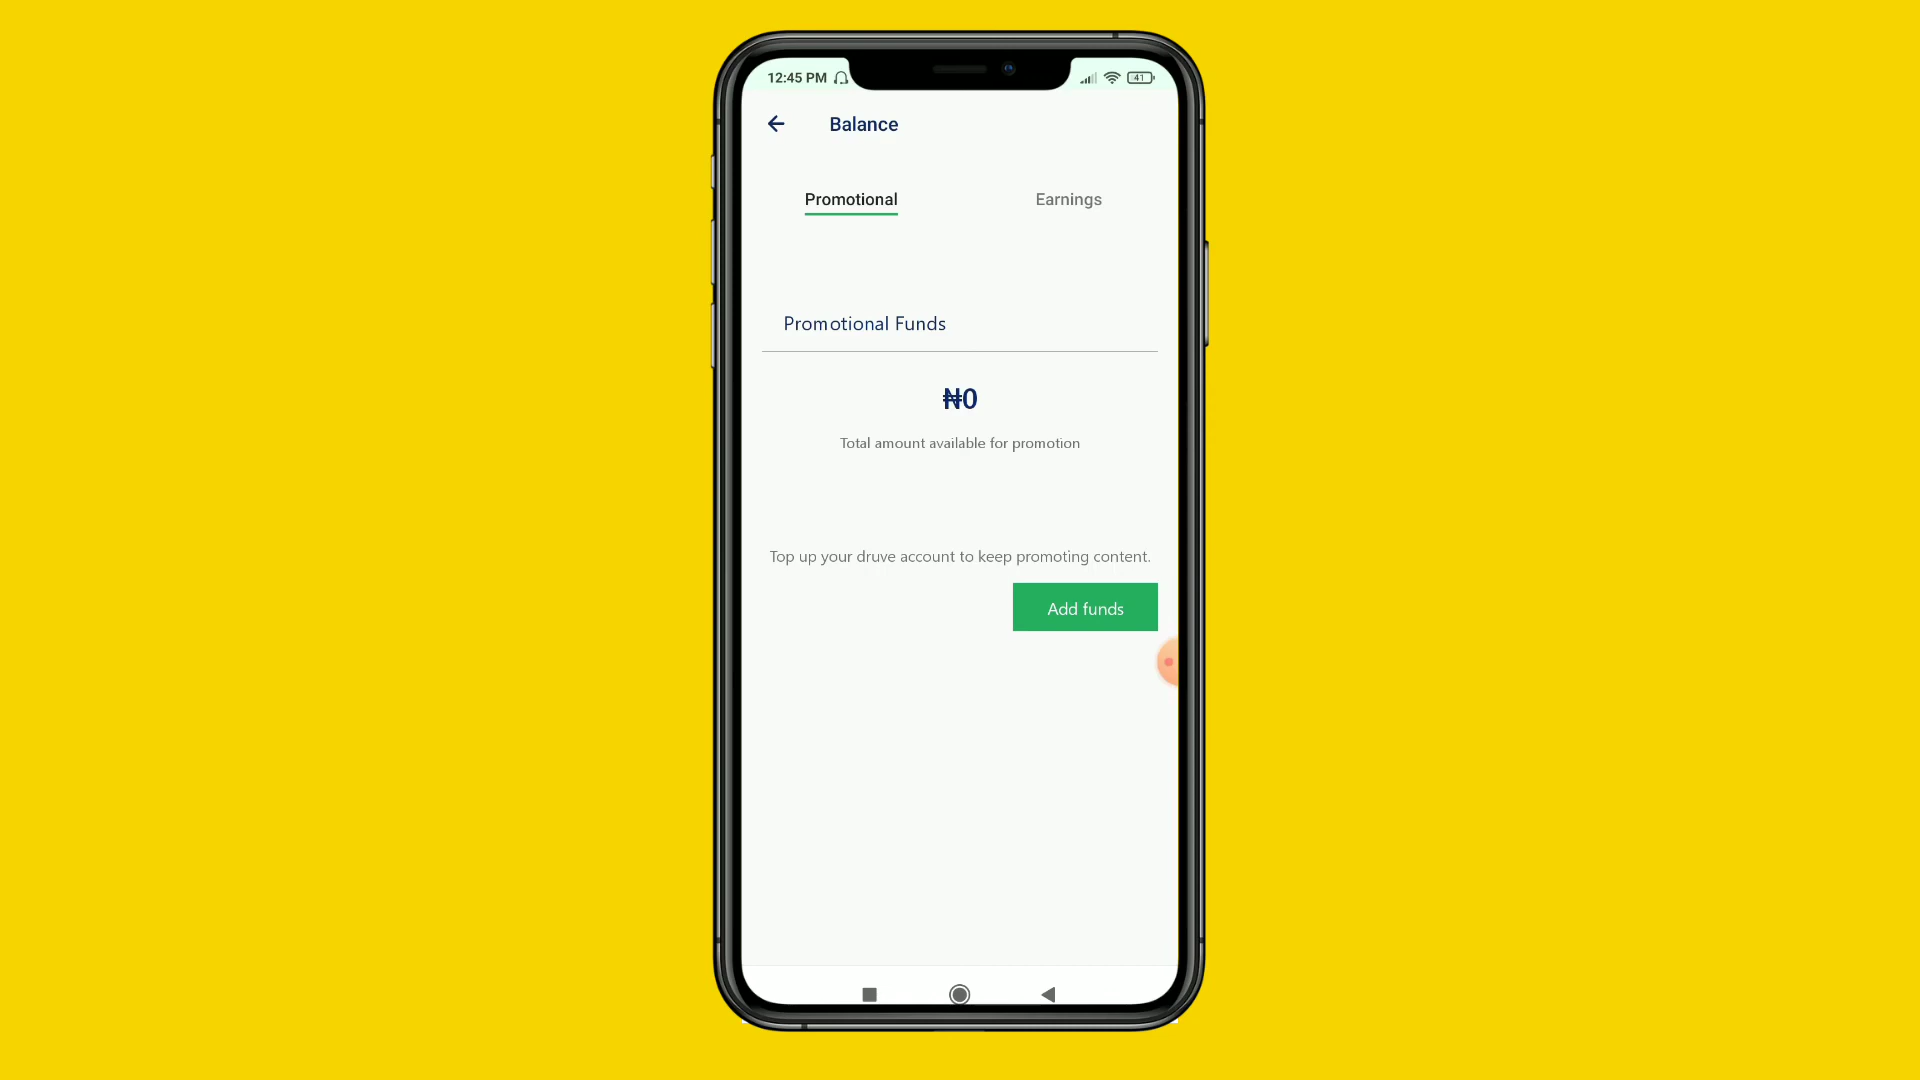 12:45 PM
41
Balance
Promotional
Earnings
Promotional Funds
₦0
Total amount available for promotion
Top up your druve account to keep promoting content.
Add funds